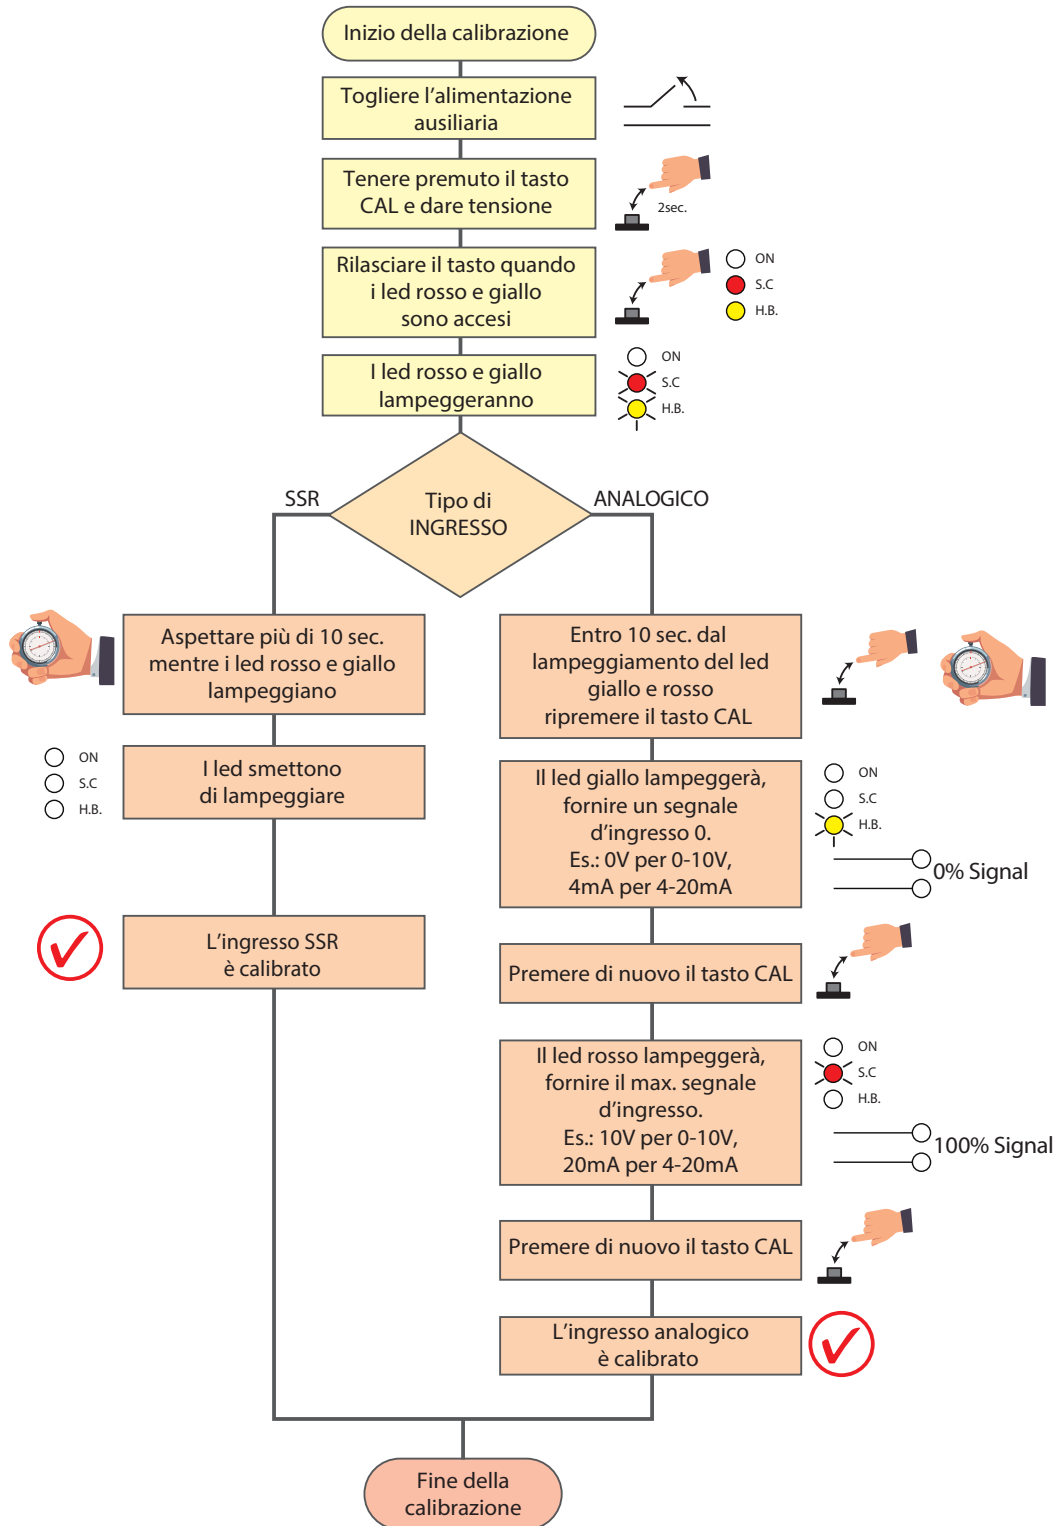 Inizio della calibrazione
Togliere l'alimentazione
ausiliaria
Tenere premuto il tasto
CAL e dare tensione
2sec.
Rilasciare il tasto quando
i led rosso e giallo
sono accesi
ON
S.C
H.B.
I led rosso e giallo
lampeggeranno
ON
S.C
H.B.
SSR
Tipo di
INGRESSO
ANALOGICO
Aspettare più di 10 sec.
mentre i led rosso e giallo
lampeggiano
ON
S.C
H.B.
I led smettono
di lampeggiare
L'ingresso SSR
è calibrato
Entro 10 sec. dal
lampeggiamento del led
giallo e rosso
ripremere il tasto CAL
Il led giallo lampeggerà,
fornire un segnale
d'ingresso 0.
Es.: 0V per 0-10V,
4mA per 4-20mA
ON
S.C
H.B.
0% Signal
Premere di nuovo il tasto CAL
Il led rosso lampeggerà,
fornire il max. segnale
d'ingresso.
Es.: 10V per 0-10V,
20mA per 4-20mA
ON
S.C
H.B.
100% Signal
Premere di nuovo il tasto CAL
L'ingresso analogico
è calibrato
Fine della
calibrazione